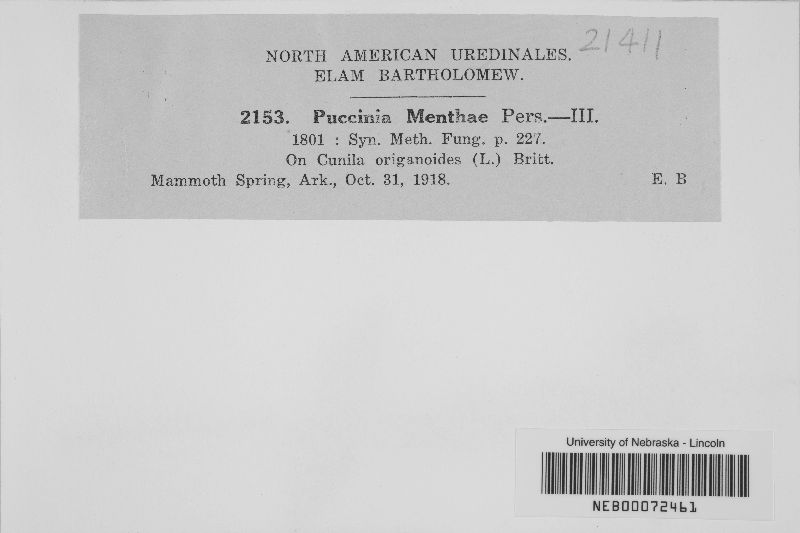 21411
NORTH AMERICAN UREDINALES.
ELAM BARTHOLOMEW.
2153. Puccinia Menthae Pers.—III.
1801 : Syn. Meth. Fung. p. 227.
On Cunila origanoides (L.) Britt.
Mammoth Spring, Ark., Oct. 31, 1918. E. B
University of Nebraska - Lincoln
NEB00072461